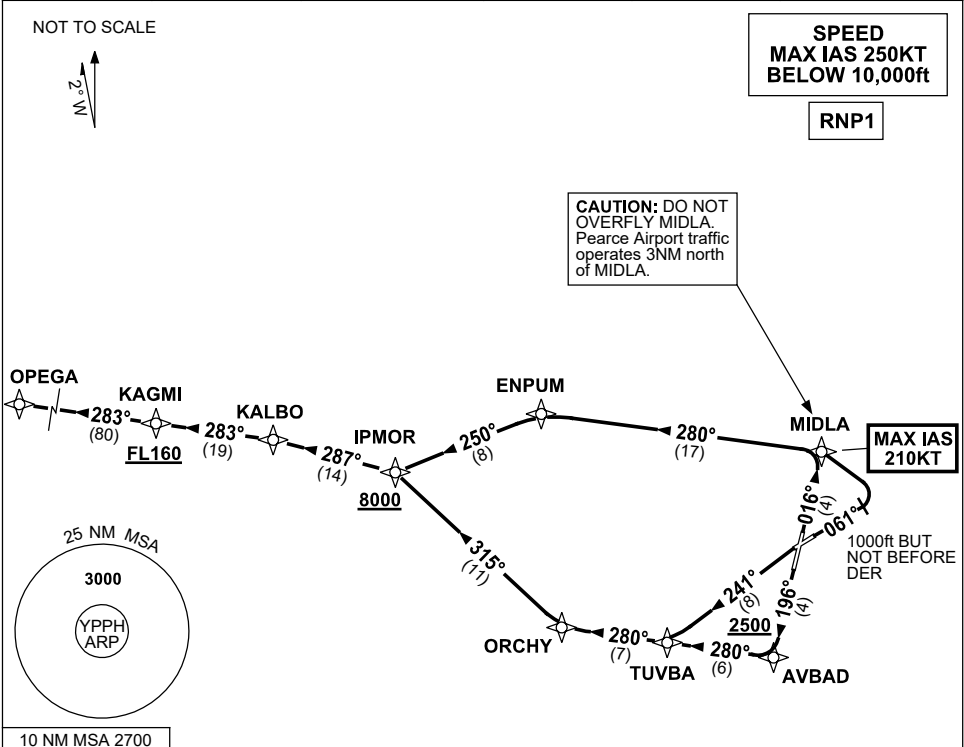 NOT TO SCALE
2° W
SPEED
MAX IAS 250KT
BELOW 10,000ft
RNP1
CAUTION: DO NOT
OVERFLY MIDLA.
Pearce Airport traffic
operates 3NM north
of MIDLA.
OPEGA
283°
(80)
KAGMI
FL160
283°
(19)
KALBO
287°
(14)
IPMOR
8000
250°
(8)
ENPUM
280°
(17)
MIDLA
MAX IAS
210KT
016°
(4)
061°
1000ft BUT
NOT BEFORE
DER
196°
(4)
241°
(8)
2500
315°
(11)
ORCHY
280°
(7)
TUVBA
280°
(6)
AVBAD
25 NM MSA
3000
YPPH
ARP
10 NM MSA 2700